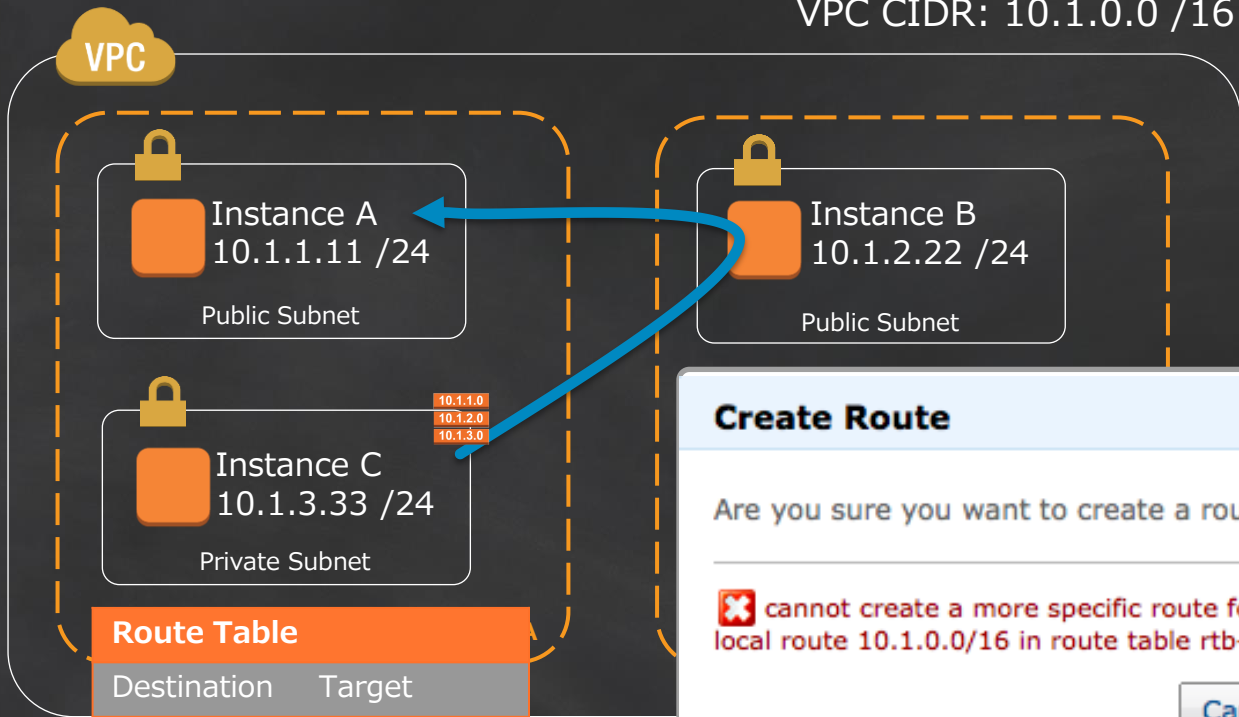 VPC CIDR: 10.1.0.0 /16
VPC
Instance A
10.1.1.11 /24
Public Subnet
Instance B
10.1.2.22 /24
Public Subnet
10.1.1.0
10.1.2.0
10.1.3.0
Instance C
10.1.3.33 /24
Private Subnet
Route Table
Destination Target
A
Create Route
Are you sure you want to create a
cannot create a more specific route
local route 10.1.0.0/16 in route table